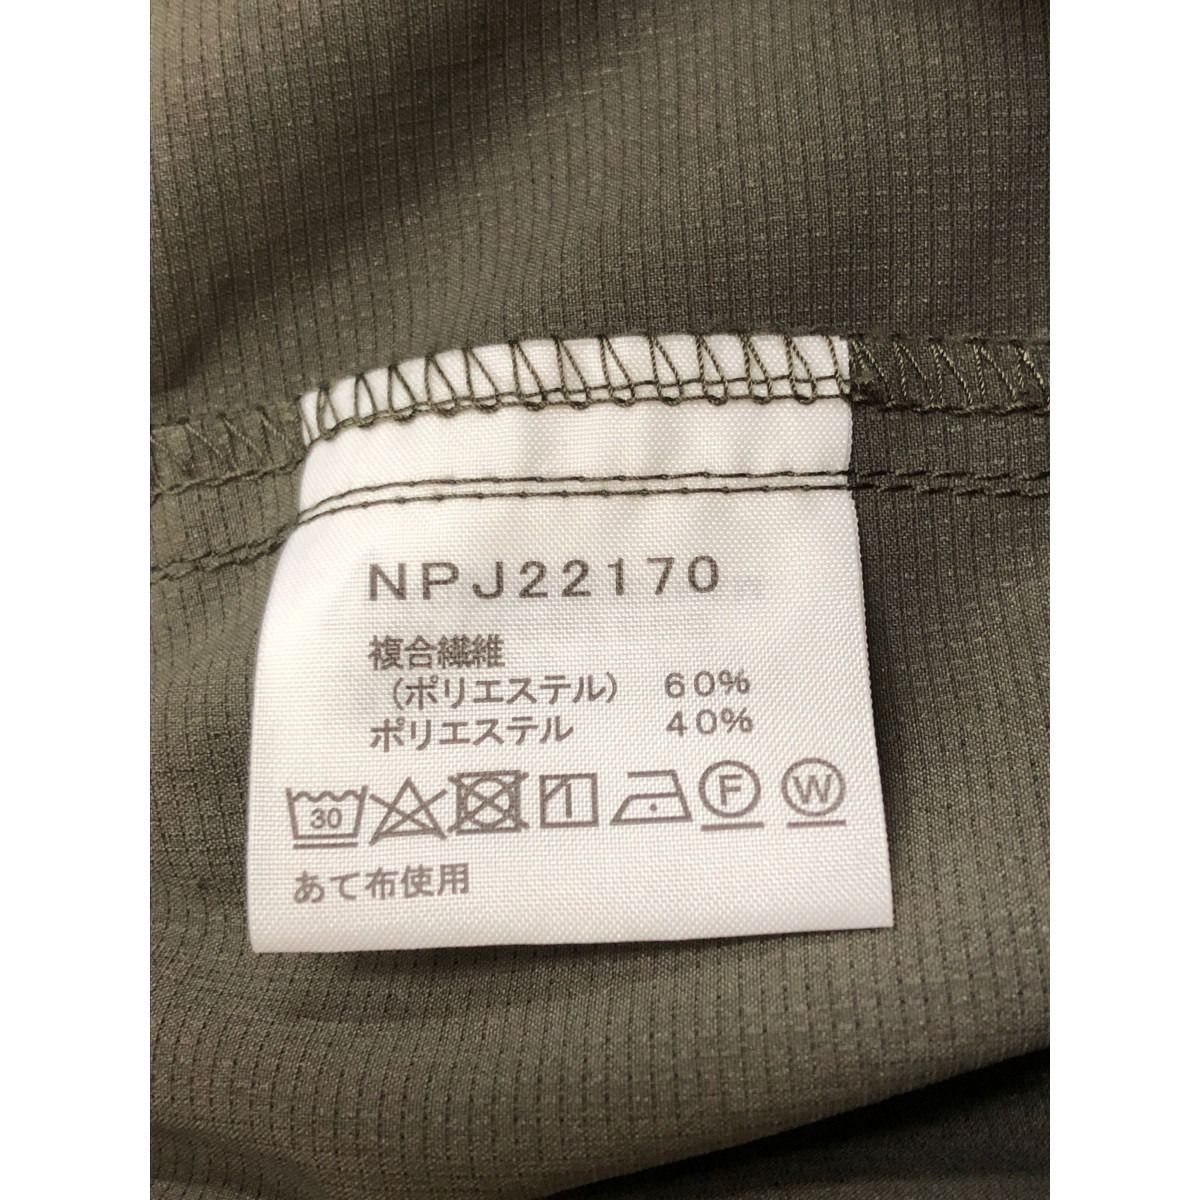 NPJ22170
複合繊維
(ポリエステル) 60%
ポリエステル 40%
30 F W
あて布使用